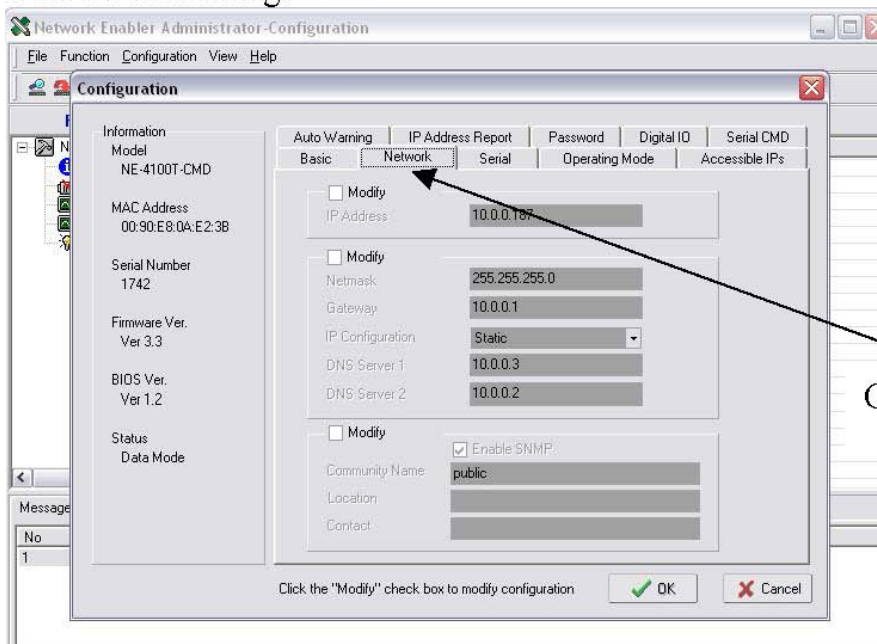 Network Enabler Administrator-Configuration
File Function Configuration View Help
Configuration
Information
Model
NE-4100T-CMD
MAC Address
00:90:E8:0A:E2:3B
Serial Number
1742
Firmware Ver.
Ver 3.3
BIOS Ver.
Ver 1.2
Status
Data Mode
Auto Warning IP Address Report Password Digital IO Serial CMD
Basic Network Serial Operating Mode Accessible IPs
Modify
IP Address 10.0.0.187
Modify
Netmask 255.255.255.0
Gateway 10.0.0.1
IP Configuration Static
DNS Server 1 10.0.0.3
DNS Server 2 10.0.0.2
Modify
Enable SNMP
Community Name public
Location
Contact
Click the "Modify" check box to modify configuration OK Cancel
Message
No
1